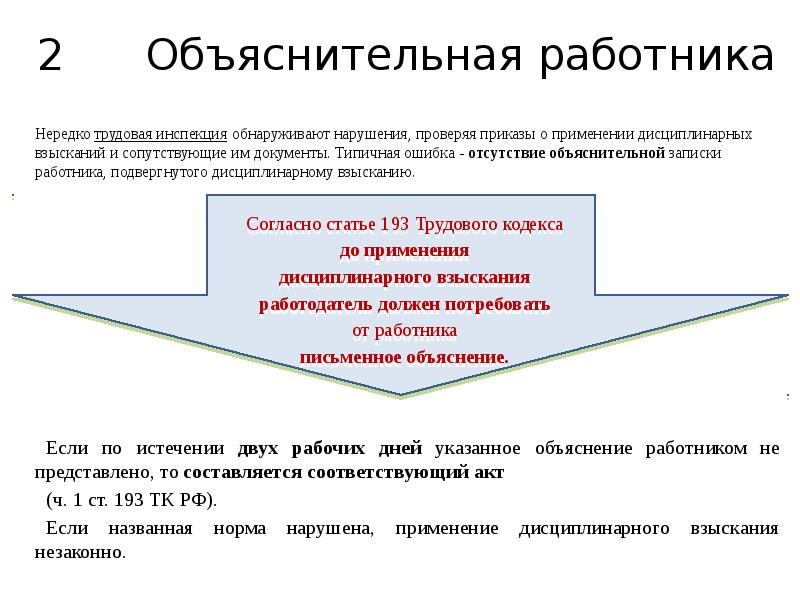 2 Объяснительная работника
Нередко трудовая инспекция обнаруживают нарушения, проверяя приказы о применении дисциплинарных
взысканий и сопутствующие им документы. Типичная ошибка - отсутствие объяснительной записки
работника, подвергнутого дисциплинарному взысканию.
Согласно статье 193 Трудового кодекса
до применения
дисциплинарного взыскания
работодатель должен потребовать
от работника
письменное объяснение.
Если по истечении двух рабочих дней указанное объяснение работником не
представлено, то составляется соответствующий акт
(ч. 1 ст. 193 ТК РФ).
Если названная норма нарушена, применение дисциплинарного взыскания
незаконно.